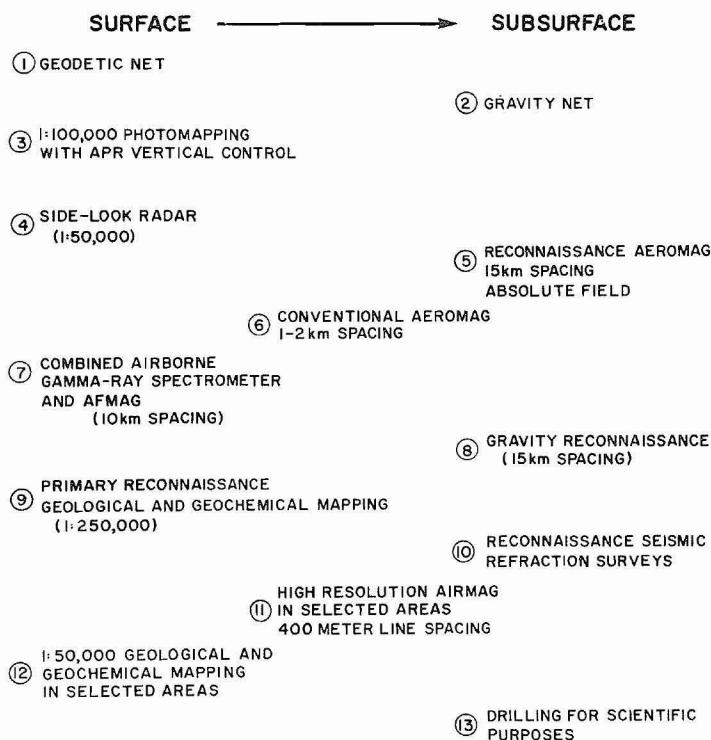 SURFACE SUBSURFACE
① GEODETIC NET
② GRAVITY NET
③ 1:100,000 PHOTOMAPPING
WITH APR VERTICAL CONTROL
④ SIDE-LOOK RADAR
(1:50,000)
⑤ RECONNAISSANCE AEROMAG
15km SPACING
ABSOLUTE FIELD
⑥ CONVENTIONAL AEROMAG
1-2km SPACING
⑦ COMBINED AIRBORNE
GAMMA-RAY SPECTROMETER
AND AFMAG
(10km SPACING)
⑧ GRAVITY RECONNAISSANCE
(15km SPACING)
⑨ PRIMARY RECONNAISSANCE
GEOLOGICAL AND GEOCHEMICAL MAPPING
(1:250,000)
⑩ RECONNAISSANCE SEISMIC
REFRACTION SURVEYS
⑪ HIGH RESOLUTION AIRMAG
IN SELECTED AREAS
400 METER LINE SPACING
⑫ 1:50,000 GEOLOGICAL AND
GEOCHEMICAL MAPPING
IN SELECTED AREAS
⑬ DRILLING FOR SCIENTIFIC
PURPOSES